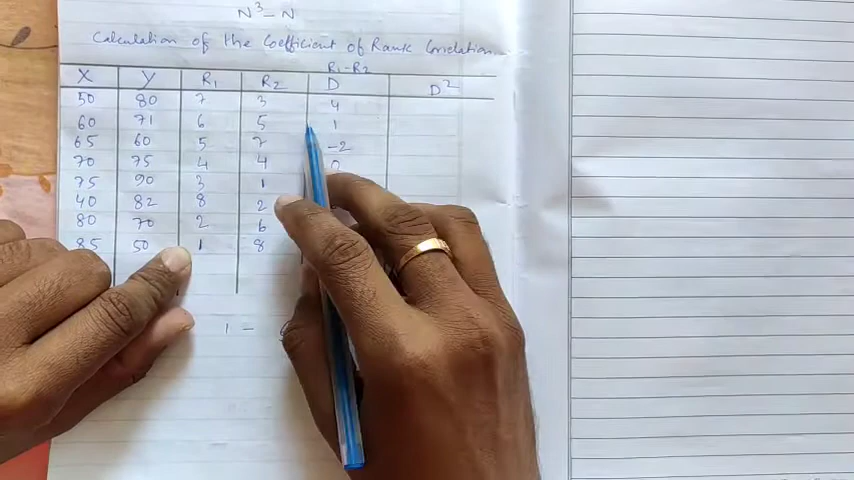 N³ - N
Calculation of the Coefficient of Rank Correlation
R₁-R₂
X Y R₁ R₂ D D²
50 80 7 3 4
60 71 6 5 1
65 60 5 7 -2
70 75 4 4 0
75 90 3 1
40 82 8 2
80 70 2 6
85 50 1 8
1 -